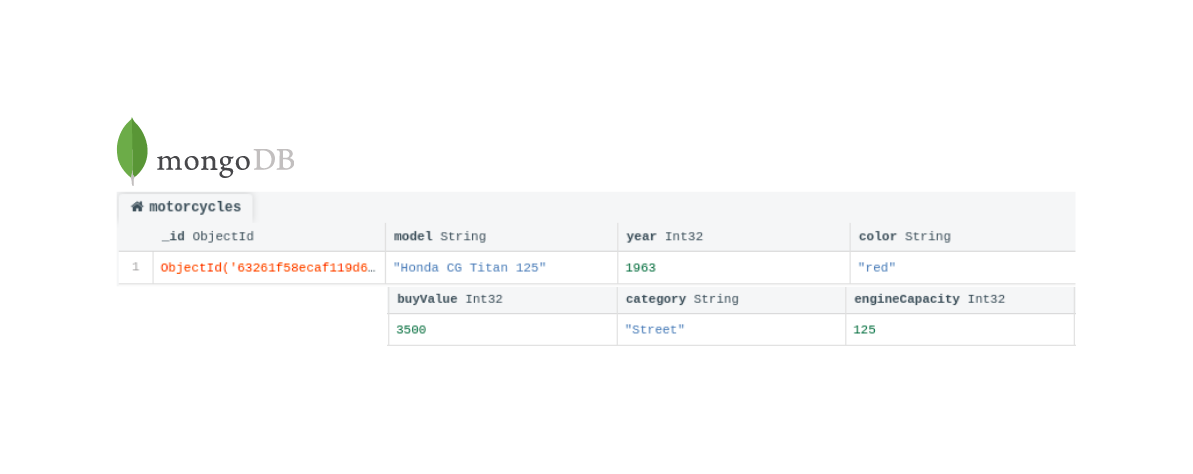 mongoDB
motorcycles
_id ObjectId model String year Int32 color String
1 ObjectId('63261f58ecaf119d6… "Honda CG Titan 125" 1963 "red"
buyValue Int32 category String engineCapacity Int32
3500 "Street" 125